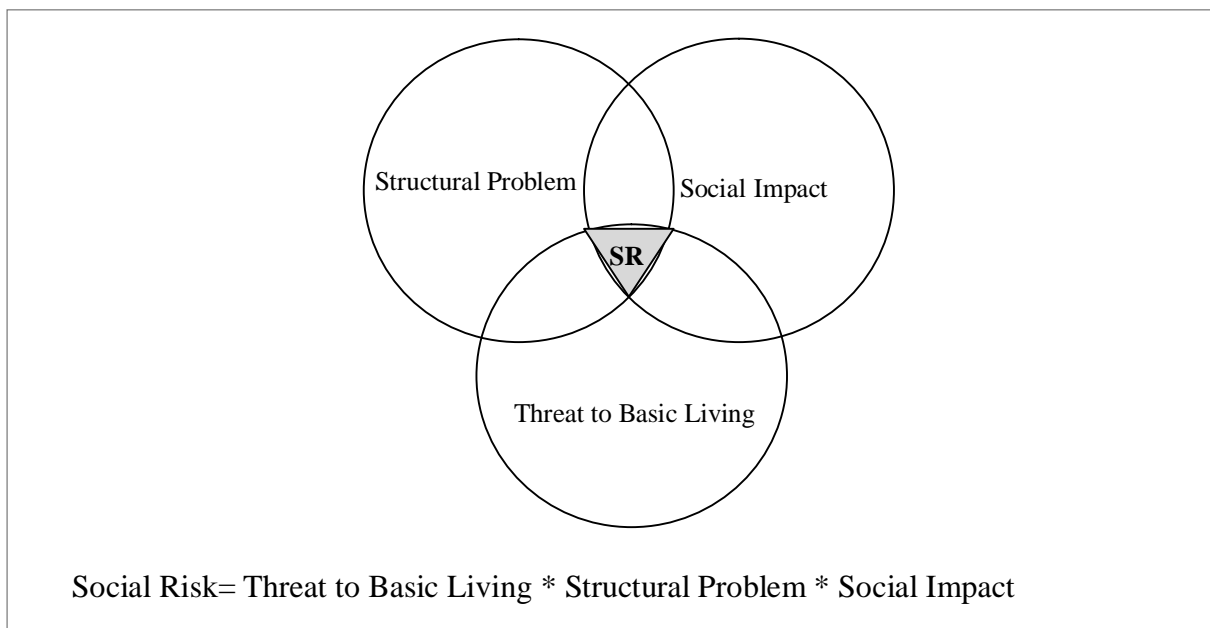 Structural Problem
Social Impact
SR
Threat to Basic Living
Social Risk= Threat to Basic Living * Structural Problem * Social Impact